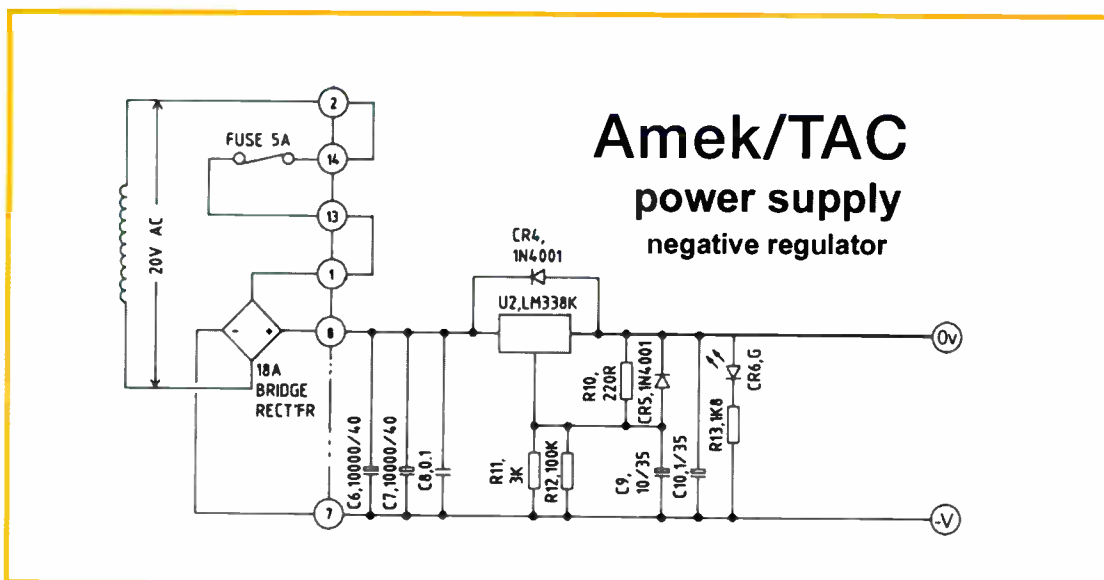 Amek/TAC
power supply
negative regulator
2
FUSE 5A
14
13
20V AC
1
CR4,
1N4001
U2,LM338K
-
+
6
0v
18A
BRIDGE
RECT'FR
C6,10000/40
C7,10000/40
C8,0.1
R10,
220R
CR5,1N4001
CR6,G
R13,1K8
R11,
3K
R12,100K
C9,
10/35
C10,1/35
7
-V